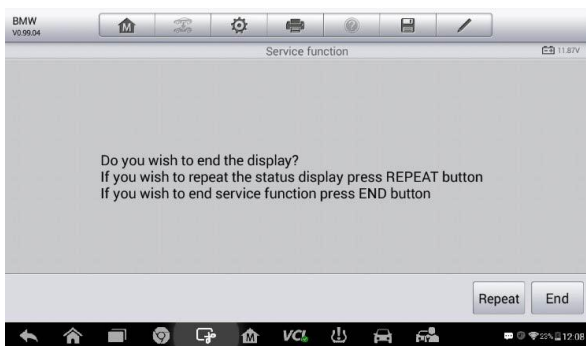 BMW
V0.99.04
M
Service function
11.87V
Do you wish to end the display?
If you wish to repeat the status display press REPEAT button
If you wish to end service function press END button
Repeat
End
M
VCI
22%
12:08